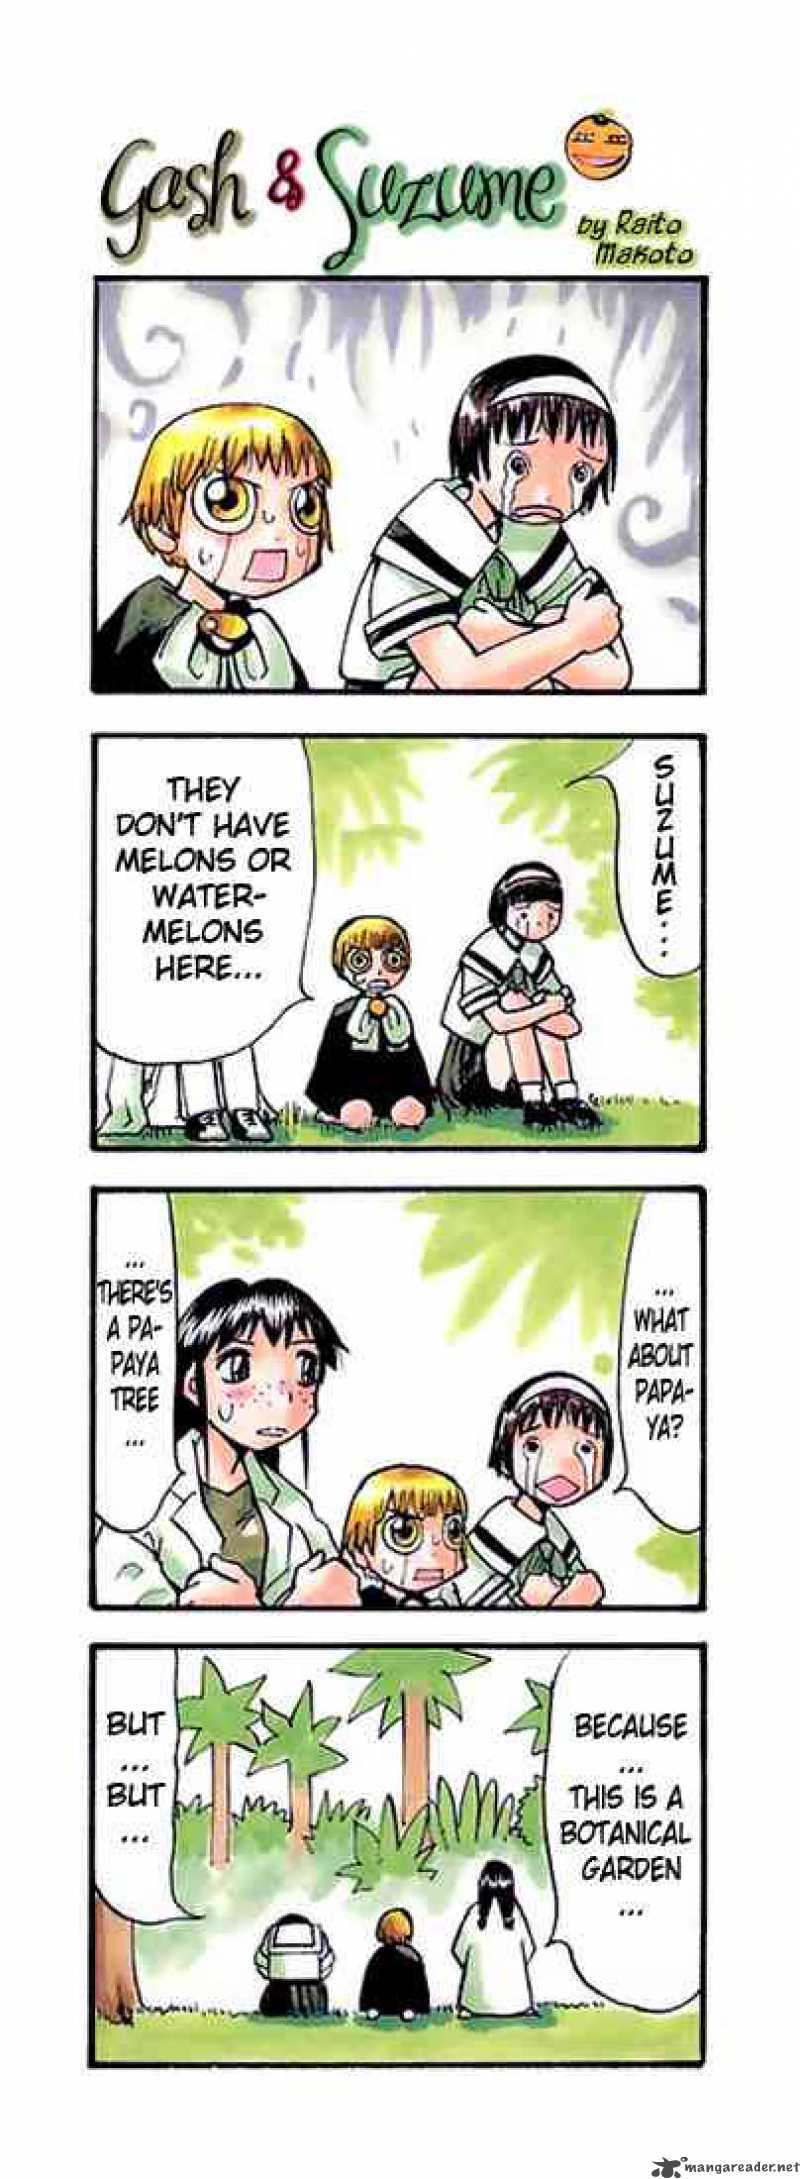 Gash & Suzume
by Raito
Makoto
SUZUME...
THEY
DON'T HAVE
MELONS OR
WATER-
MELONS
HERE...
...
WHAT
ABOUT
PAPA-
YA?
...
THERE'S
A PA-
PAYA
TREE
...
BECAUSE
...
THIS IS A
BOTANICAL
GARDEN
...
BUT
...
BUT
...
mangareader.net